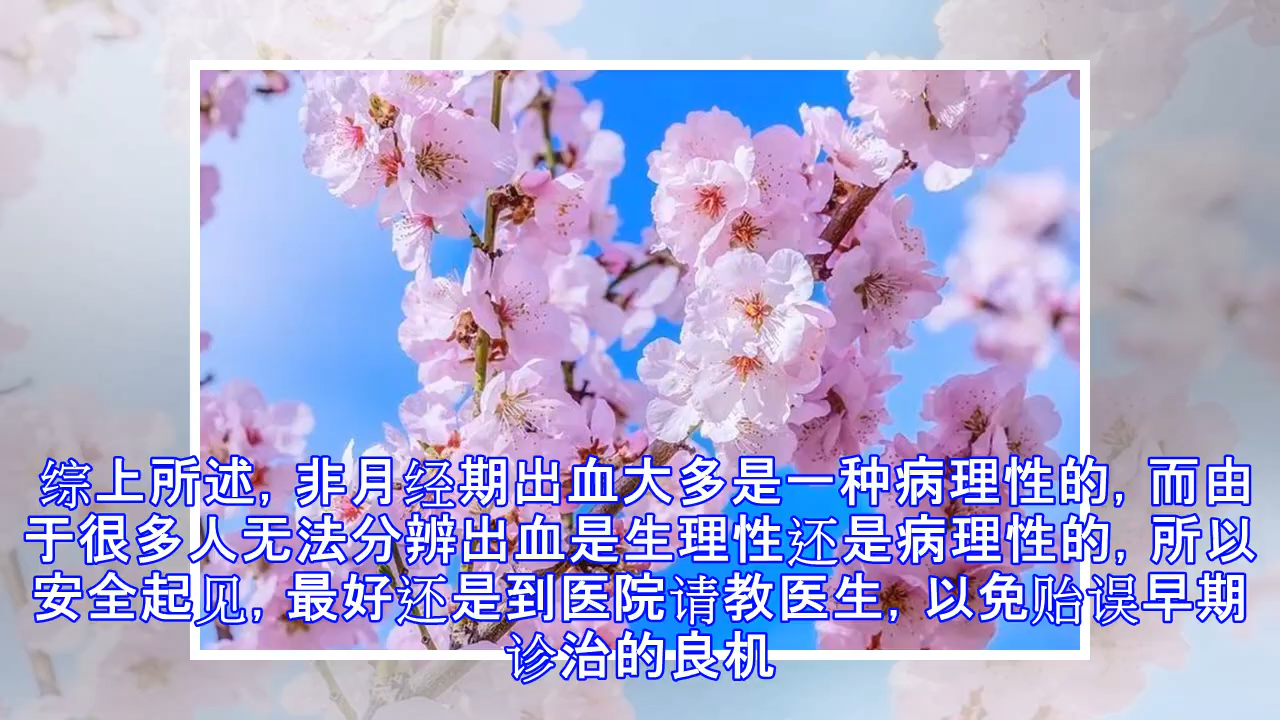 综上所述, 非月经期出血大多是一种病理性的, 而由
于很多人无法分辨出血是生理性还是病理性的, 所以
安全起见, 最好还是到医院请教医生, 以免贻误早期
诊治的良机